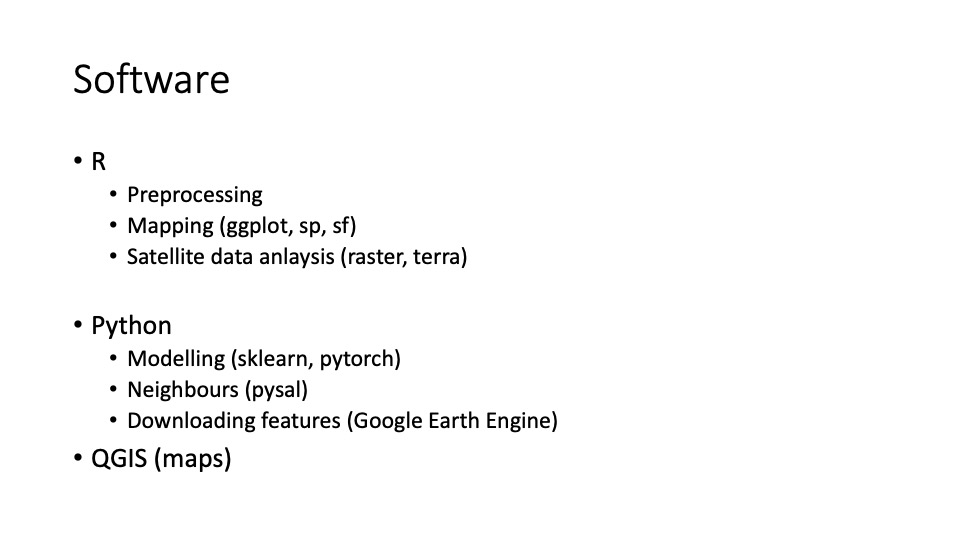 Software
• R
• Preprocessing
• Mapping (ggplot, sp, sf)
• Satellite data anlaysis (raster, terra)
• Python
• Modelling (sklearn, pytorch)
• Neighbours (pysal)
• Downloading features (Google Earth Engine)
• QGIS (maps)